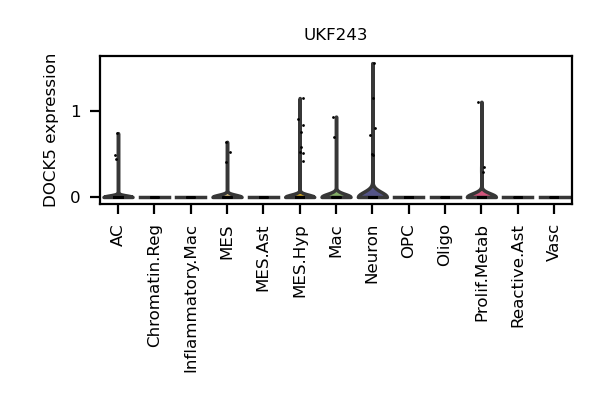 UKF243
DOCK5 expression
1
0
AC
Chromatin.Reg
Inflammatory.Mac
MES
MES.Ast
MES.Hyp
Mac
Neuron
OPC
Oligo
Prolif.Metab
Reactive.Ast
Vasc